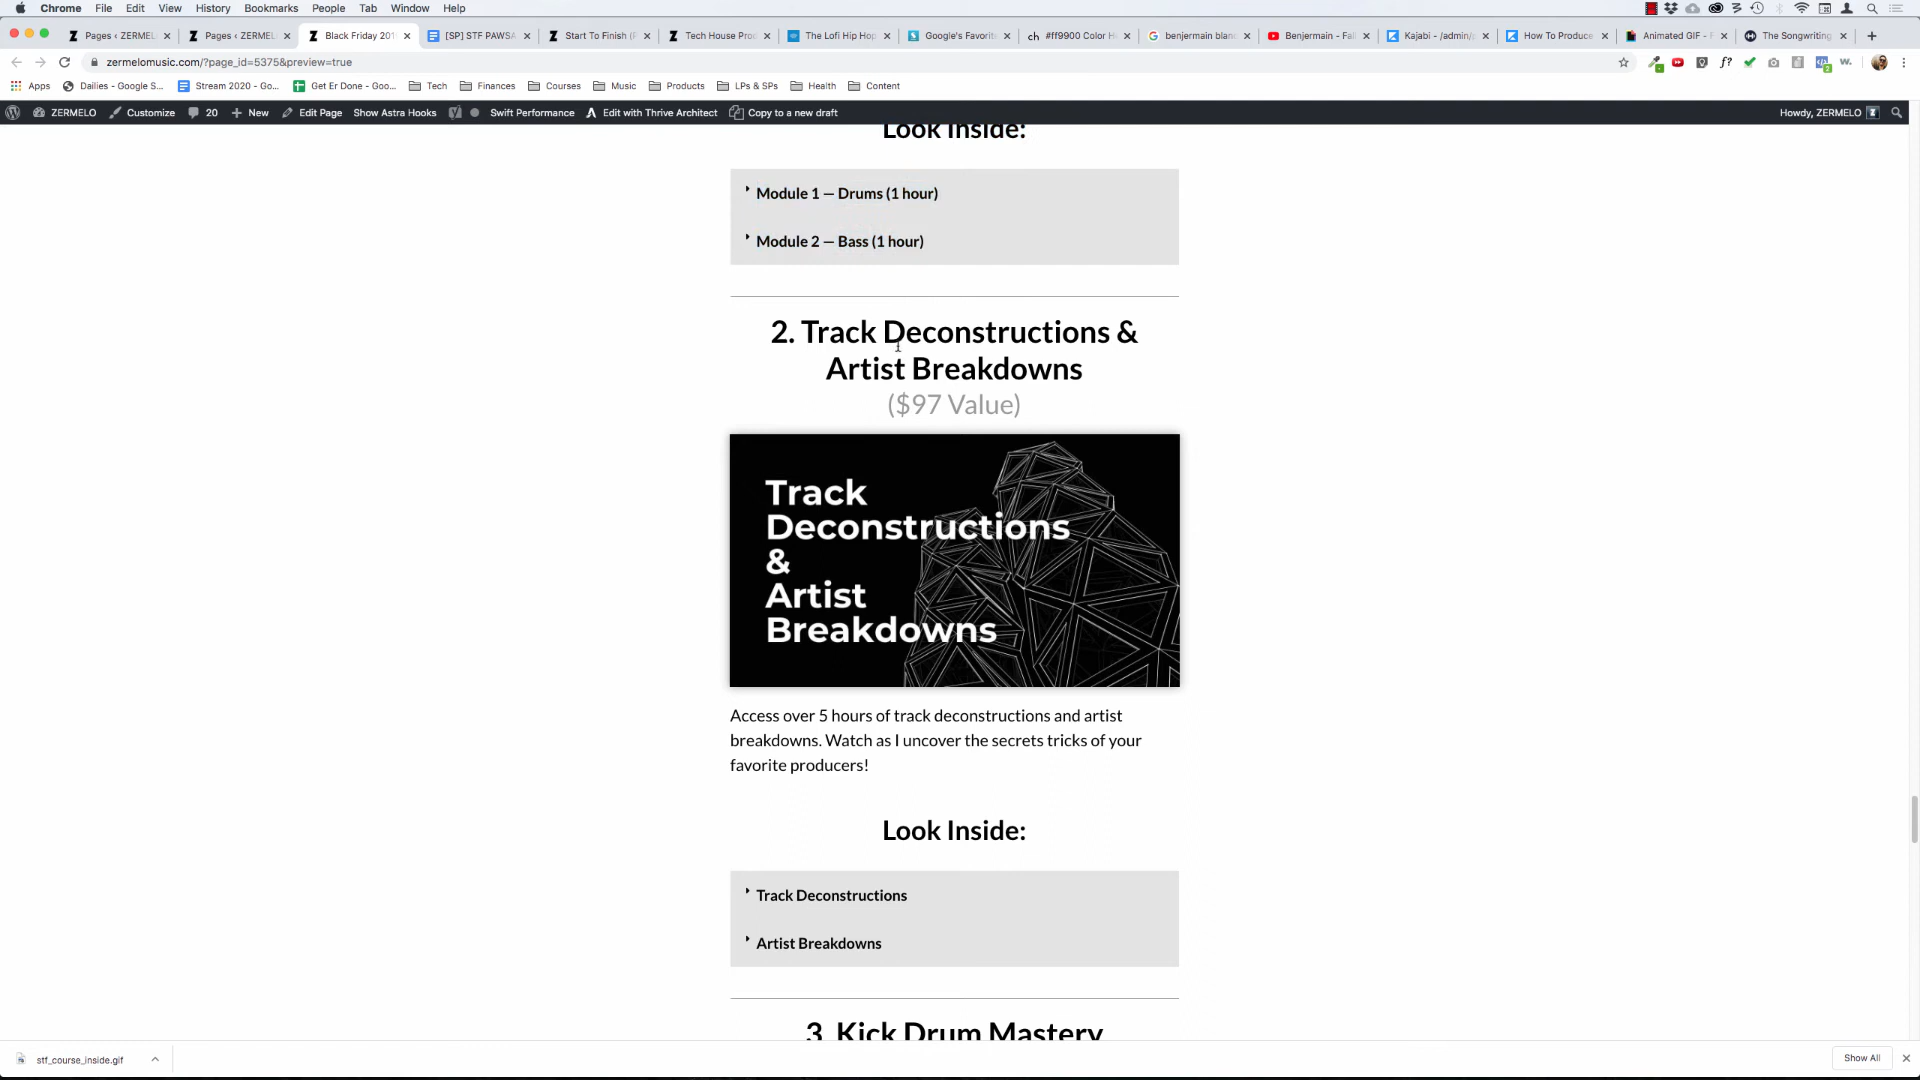 Chrome File Edit View History Bookmarks People Tab Window Help
Pages ‹ ZERMEL Pages ‹ ZERMEL Black Friday 201 [SP] STF PAWSA Start To Finish (F Tech House Proc The Lofi Hip Hop Google's Favorit #ff9900 Color H benjermain blan Benjermain - Fal Kajabi - /admin/ How To Produce Animated GIF - F The Songwriting
zermelomusic.com/?page_id=5375&preview=true
Apps Dailies - Google S... Stream 2020 - Go... Get Er Done - Goo... Tech Finances Courses Music Products LPs & SPs Health Content
ZERMELO Customize 20 New Edit Page Show Astra Hooks Swift Performance Edit with Thrive Architect Copy to a new draft Howdy, ZERMELO
Look Inside:
Module 1 — Drums (1 hour)
Module 2 — Bass (1 hour)
2. Track Deconstructions &
Artist Breakdowns
($97 Value)
Track
Deconstructions
&
Artist
Breakdowns
Access over 5 hours of track deconstructions and artist
breakdowns. Watch as I uncover the secrets tricks of your
favorite producers!
Look Inside:
Track Deconstructions
Artist Breakdowns
3. Kick Drum Mastery
stf_course_inside.gif Show All